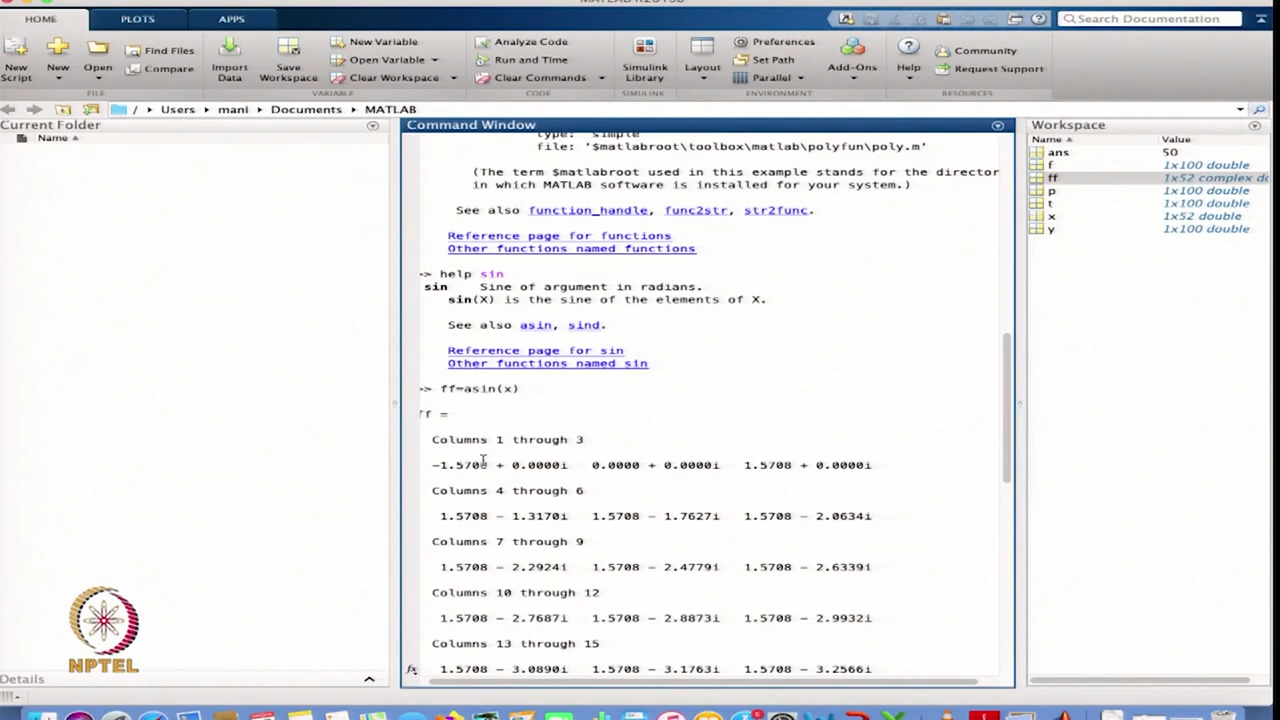 HOME PLOTS APPS
Search Documentation
New Script
New
Open
Find Files
Compare
FILE
Import Data
Save Workspace
New Variable
Open Variable
Clear Workspace
VARIABLE
Analyze Code
Run and Time
Clear Commands
CODE
Simulink Library
SIMULINK
Layout
Preferences
Set Path
Parallel
ENVIRONMENT
Add-Ons
Help
Community
Request Support
RESOURCES
/ Users mani Documents MATLAB
Current Folder
Name
Details
Command Window
type: 'simple'
file: '$matlabroot\toolbox\matlab\polyfun\poly.m'
(The term $matlabroot used in this example stands for the director
in which MATLAB software is installed for your system.)
See also function_handle, func2str, str2func.
Reference page for functions
Other functions named functions
>> help sin
sin Sine of argument in radians.
sin(X) is the sine of the elements of X.
See also asin, sind.
Reference page for sin
Other functions named sin
>> ff=asin(x)
ff =
Columns 1 through 3
-1.5708 + 0.0000i 0.0000 + 0.0000i 1.5708 + 0.0000i
Columns 4 through 6
1.5708 - 1.3170i 1.5708 - 1.7627i 1.5708 - 2.0634i
Columns 7 through 9
1.5708 - 2.2924i 1.5708 - 2.4779i 1.5708 - 2.6339i
Columns 10 through 12
1.5708 - 2.7687i 1.5708 - 2.8873i 1.5708 - 2.9932i
Columns 13 through 15
1.5708 - 3.0890i 1.5708 - 3.1763i 1.5708 - 3.2566i
fx
Workspace
Name Value
ans 50
f 1x100 double
ff 1x52 complex do
p 1x100 double
t 1x100 double
x 1x52 double
y 1x100 double
NPTEL